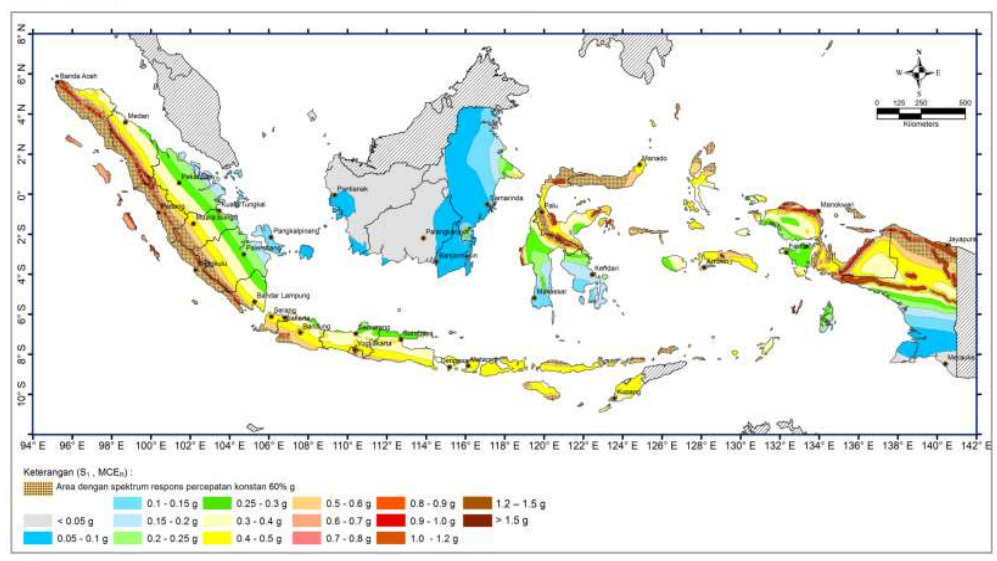 8° N
6° N
4° N
2° N
0°
2° S
4° S
6° S
8° S
10° S
Banda Aceh
Medan
Pekanbaru
Padang
Kuala Tungkal
Muara Bungo
Pangkalpinang
Palembang
Bengkulu
Bandar Lampung
Serang
Jakarta
Bandung
Semarang
Surabaya
Yogyakarta
Denpasar
Mataram
Kupang
Pontianak
Samarinda
Palangkaraya
Banjarmasin
Manado
Palu
Kendari
Makassar
Ambon
Manokwari
Jayapura
Merauke
N
W
E
S
0 125 250 500
Kilometers
94° E 96° E 98° E 100° E 102° E 104° E 106° E 108° E 110° E 112° E 114° E 116° E 118° E 120° E 122° E 124° E 126° E 128° E 130° E 132° E 134° E 136° E 138° E 140° E 142° E
Keterangan (S₁ , MCER) :
Area dengan spektrum respons percepatan konstan 60% g
0.1 - 0.15 g 0.25 - 0.3 g 0.5 - 0.6 g 0.8 - 0.9 g 1.2 – 1.5 g
< 0.05 g 0.15 - 0.2 g 0.3 - 0.4 g 0.6 - 0.7 g 0.9 - 1.0 g > 1.5 g
0.05 - 0.1 g 0.2 - 0.25 g 0.4 - 0.5 g 0.7 - 0.8 g 1.0 - 1.2 g